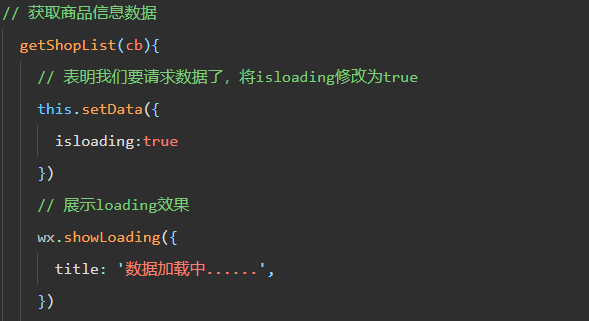 // 获取商品信息数据
getShopList(cb){
// 表明我们要请求数据了，将isloading修改为true
this.setData({
isloading:true
})
// 展示loading效果
wx.showLoading({
title: '数据加载中......',
})